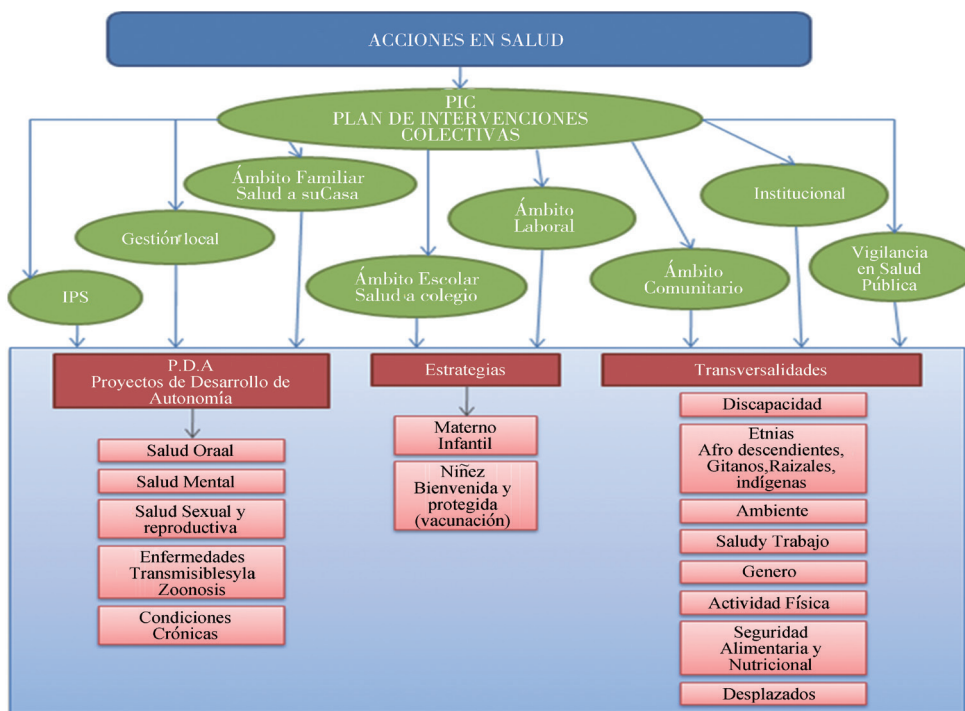 ACCIONES EN SALUD
PIC
PLAN DE INTERVENCIONES
COLECTIVAS
Ámbito Familiar
Salud a suCasa
Institucional
Ámbito
Laboral
Gestión local
Vigilancia
en Salud
Pública
Ámbito Escolar
Salud a colegio
Ámbito
Comunitario
IPS
P.D.A
Proyectos de Desarrollo de
Autonomía
Salud Oraal
Salud Mental
Salud Sexual y
reproductiva
Enfermedades
Transmisiblesyla
Zoonosis
Condiciones
Crónicas
Estrategias
Materno
Infantil
Niñez
Bienvenida y
protegida
(vacunación)
Transversalidades
Discapacidad
Etnias
Afro descendientes,
Gitanos,Raizales,
indígenas
Ambiente
Saludy Trabajo
Genero
Actividad Física
Seguridad
Alimentaria y
Nutricional
Desplazados